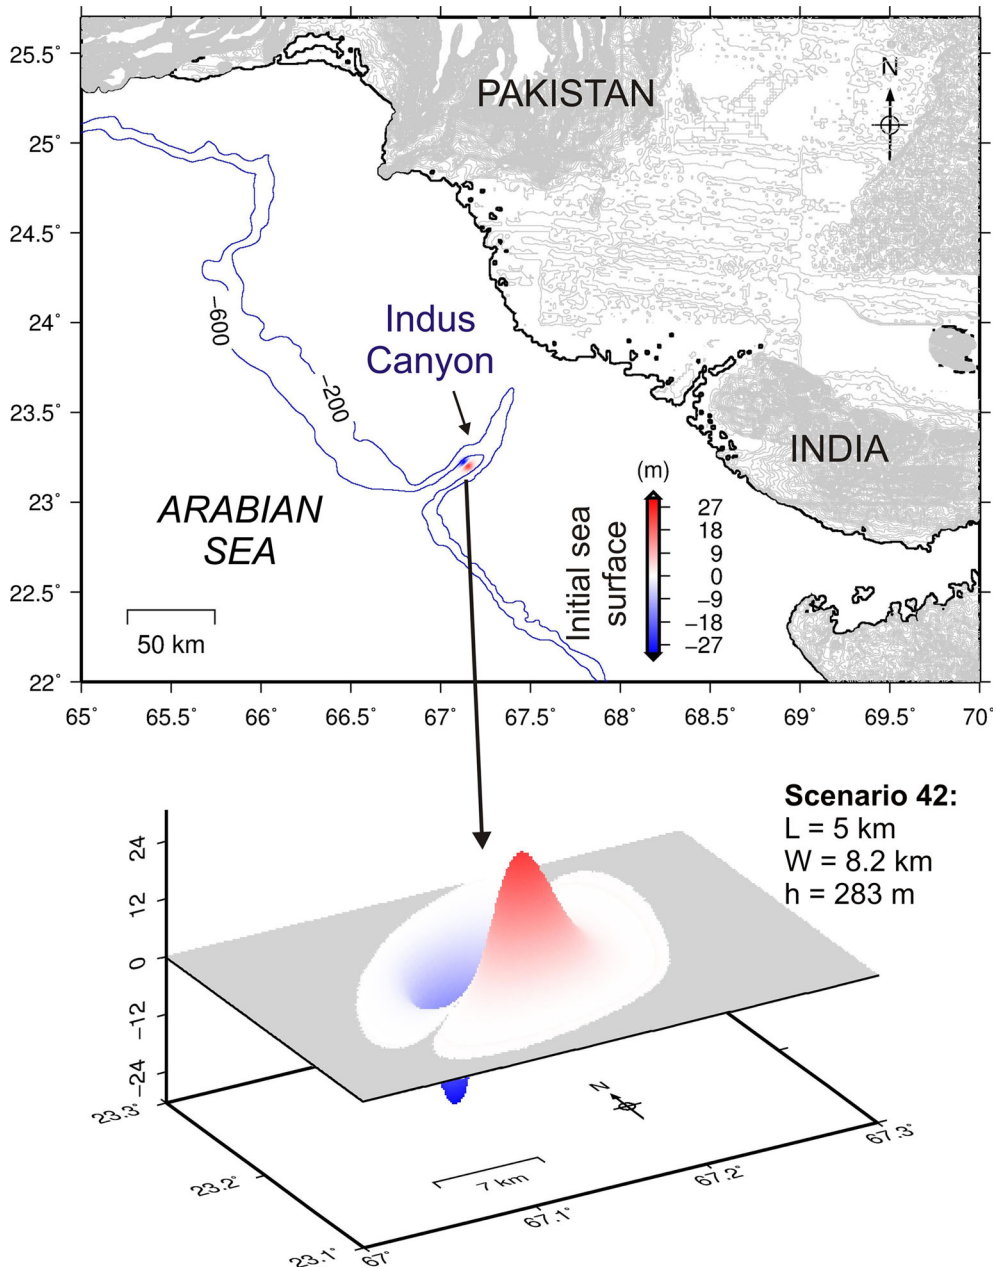 25.5°
25°
24.5°
24°
23.5°
23°
22.5°
22°
PAKISTAN
N
Indus
Canyon
−600
−200
INDIA
ARABIAN
SEA
50 km
(m)
27
18
9
0
−9
−18
−27
Initial sea
surface
65°
65.5°
66°
66.5°
67°
67.5°
68°
68.5°
69°
69.5°
70°
Scenario 42:
L = 5 km
W = 8.2 km
h = 283 m
24
12
0
−12
−24
23.3°
23.2°
23.1°
67°
67.1°
67.2°
67.3°
N
7 km